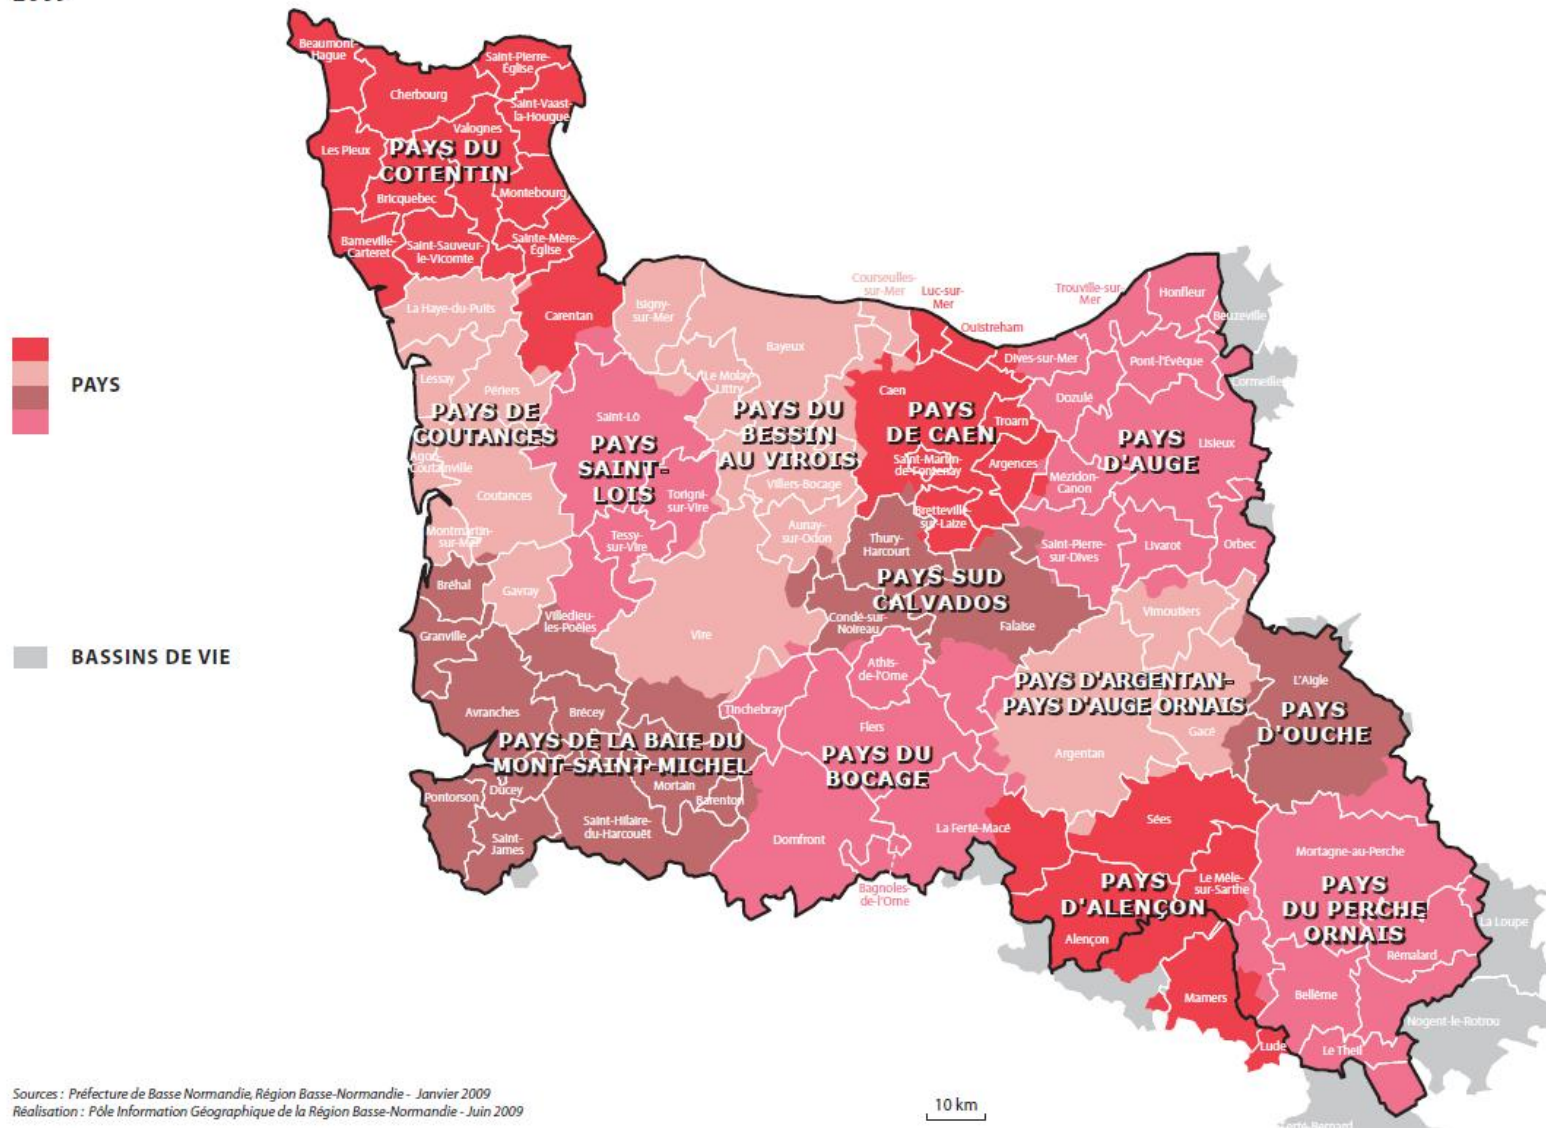 Beaumont-
Hague
Saint-Pierre-
Église
Cherbourg
Saint-Vaast-
la-Hougue
Valognes
Les Pieux
PAYS DU
COTENTIN
Bricquebec
Montebourg
Barneville-
Carteret
Saint-Sauveur-
le-Vicomte
Sainte-Mère-
Église
La Haye-du-Puits
Carentan
Isigny-
sur-Mer
Courseulles-
sur-Mer
Luc-sur-
Mer
Ouistreham
Trouville-sur-
Mer
Honfleur
Beuzeville
Bayeux
Dives-sur-Mer
Pont-l'Évêque
Cormeilles
Lessay
Périers
Le Molay-
Littry
Caen
Dozulé
PAYS
PAYS DE
COUTANCES
Saint-Lô
PAYS
SAINT-
LOIS
PAYS DU
BESSIN
AU VIROIS
PAYS
DE CAEN
Troarn
PAYS
D'AUGE
Lisieux
Agon-
Coutainville
Coutances
Torigni-
sur-Vire
Villers-Bocage
Saint-Martin-
de-Fontenay
Argences
Mézidon-
Canon
Montmartin-
sur-Mer
Tessy-
sur-Vire
Aunay-
sur-Odon
Thury-
Harcourt
Bretteville-
sur-Laize
Saint-Pierre-
sur-Dives
Livarot
Orbec
Bréhal
Gavray
Villedieu-
les-Poêles
PAYS SUD
CALVADOS
Vimoutiers
Granville
Vire
Condé-sur-
Noireau
Falaise
BASSINS DE VIE
Athis-
de-l'Orne
PAYS D'ARGENTAN-
PAYS D'AUGE ORNAIS
L'Aigle
PAYS
D'OUCHE
Avranches
Brécey
Tinchebray
Flers
Gacé
Argentan
PAYS DE LA BAIE DU
MONT-SAINT-MICHEL
PAYS DU
BOCAGE
Pontorson
Ducey
Mortain
Barenton
Saint-
James
Saint-Hilaire-
du-Harcouët
Domfront
La Ferté-Macé
Sées
Mortagne-au-Perche
Bagnoles-
de-l'Orne
PAYS
D'ALENÇON
Le Mêle-
sur-Sarthe
PAYS
DU PERCHE
ORNAIS
La Loupe
Alençon
Rémalard
Mamers
Bellême
Nogent-le-Rotrou
Lude
Le Theil
Sources : Préfecture de Basse Normandie, Région Basse-Normandie - Janvier 2009
Réalisation : Pôle Information Géographique de la Région Basse-Normandie - Juin 2009
10 km